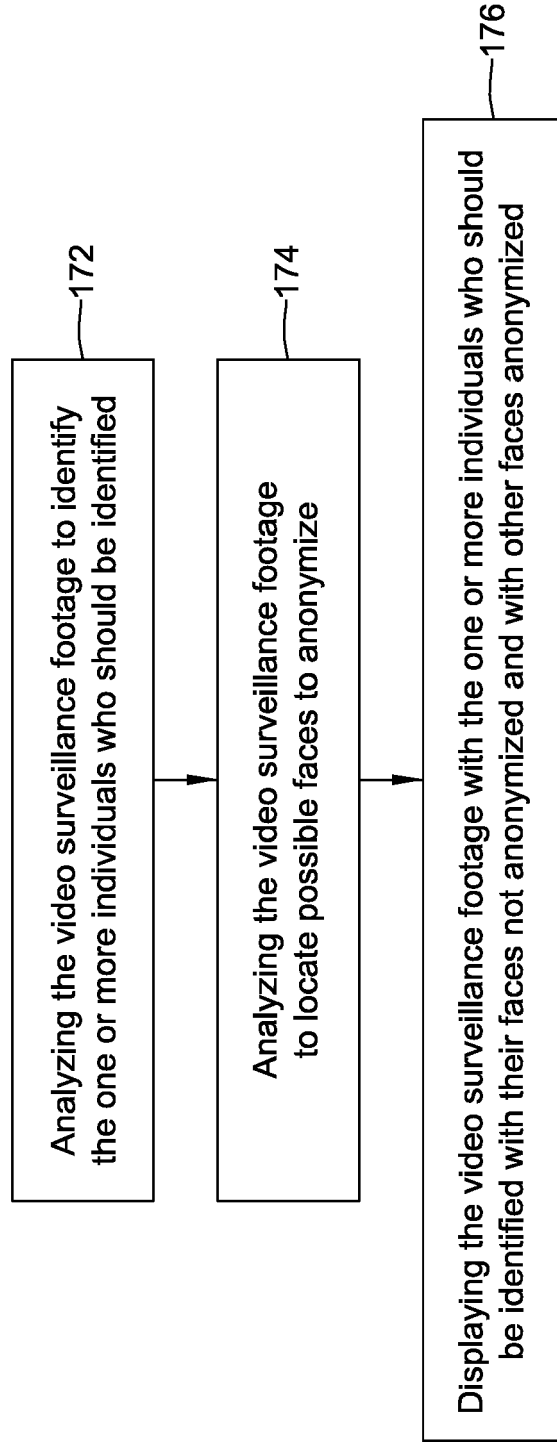 Analyzing the video surveillance footage to identify
the one or more individuals who should be identified
172
Analyzing the video surveillance footage
to locate possible faces to anonymize
174
Displaying the video surveillance footage with the one or more individuals who should
be identified with their faces not anonymized and with other faces anonymized
176